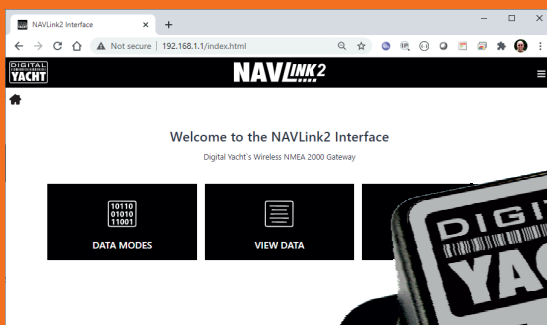 NAVLink2 Interface
Not secure | 192.168.1.1/index.html
DIGITAL
YACHT
NAVLINK2
Welcome to the NAVLink2 Interface
Digital Yacht's Wireless NMEA 2000 Gateway
10110
01010
11001
DATA MODES
VIEW DATA
DIGI
YA